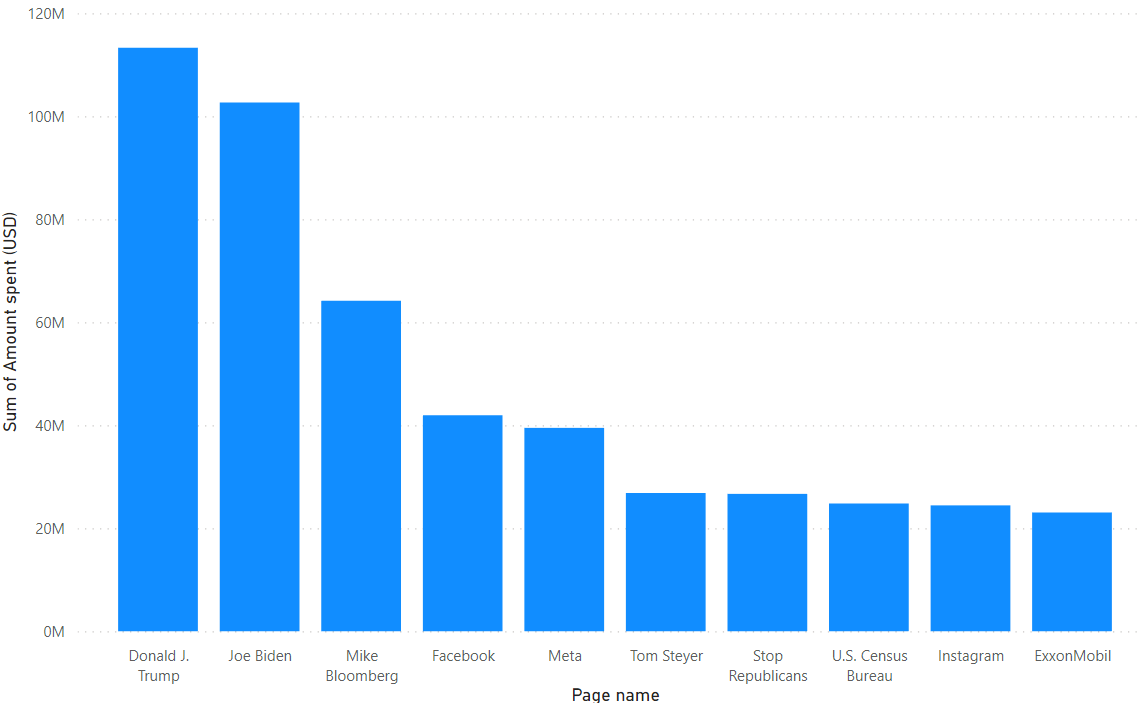 120M
100M
80M
60M
40M
20M
0M
Sum of Amount spent (USD)
Donald J.
Trump
Joe Biden
Mike
Bloomberg
Facebook
Meta
Tom Steyer
Stop
Republicans
U.S. Census
Bureau
Instagram
ExxonMobil
Page name